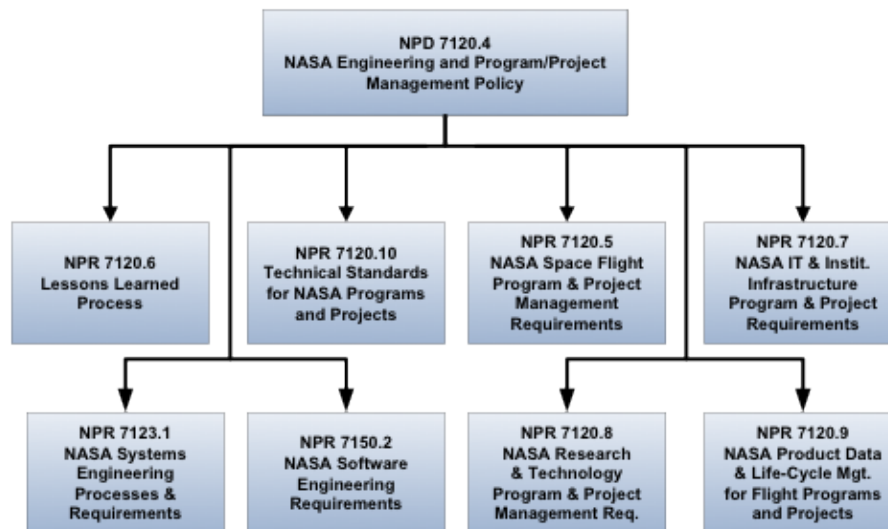 NPD 7120.4
NASA Engineering and Program/Project
Management Policy
NPR 7120.6
Lessons Learned
Process
NPR 7120.10
Technical Standards
for NASA Programs
and Projects
NPR 7120.5
NASA Space Flight
Program & Project
Management
Requirements
NPR 7120.7
NASA IT & Instit.
Infrastructure
Program & Project
Requirements
NPR 7123.1
NASA Systems
Engineering
Processes &
Requirements
NPR 7150.2
NASA Software
Engineering
Requirements
NPR 7120.8
NASA Research
& Technology
Program & Project
Management Req.
NPR 7120.9
NASA Product Data
& Life-Cycle Mgt.
for Flight Programs
and Projects